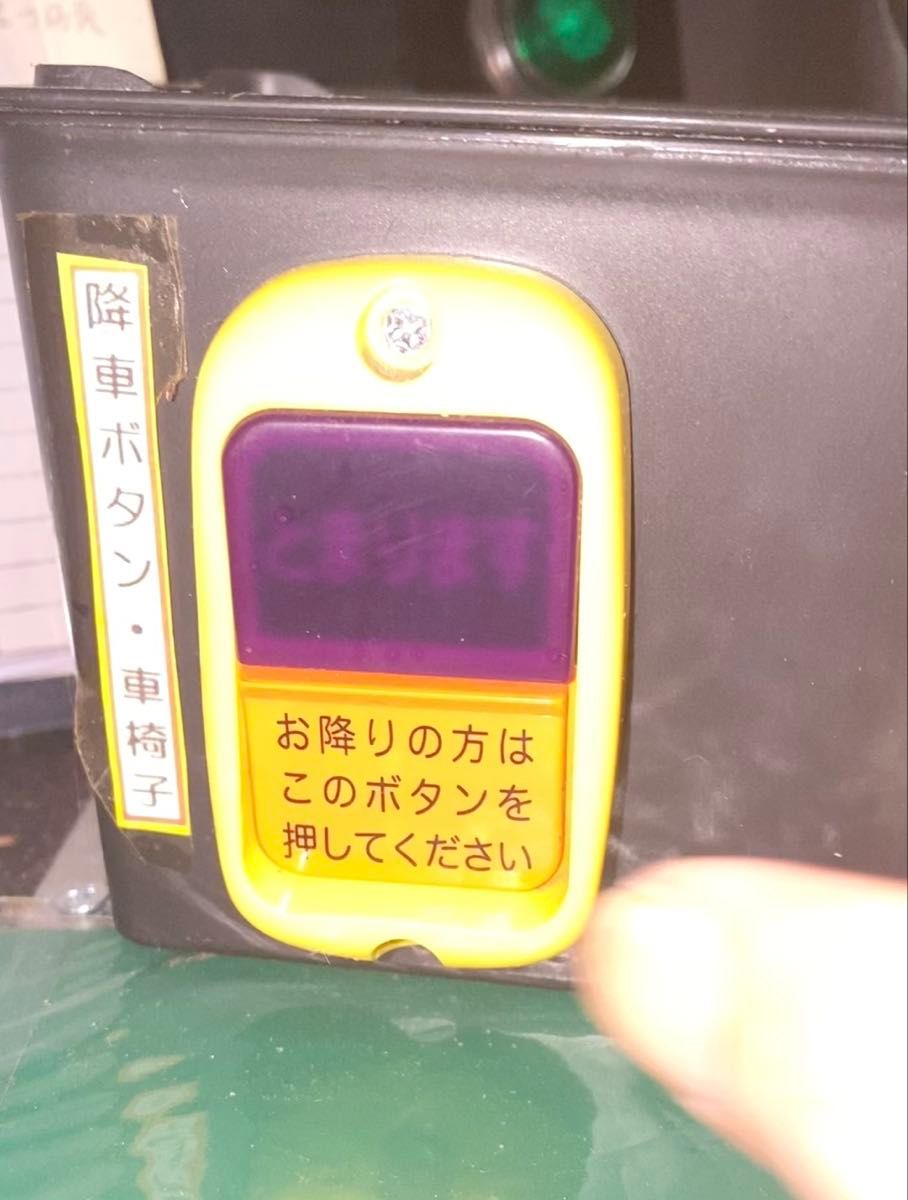 降車ボタン・車椅子
とまります
お降りの方は
このボタンを
押してください